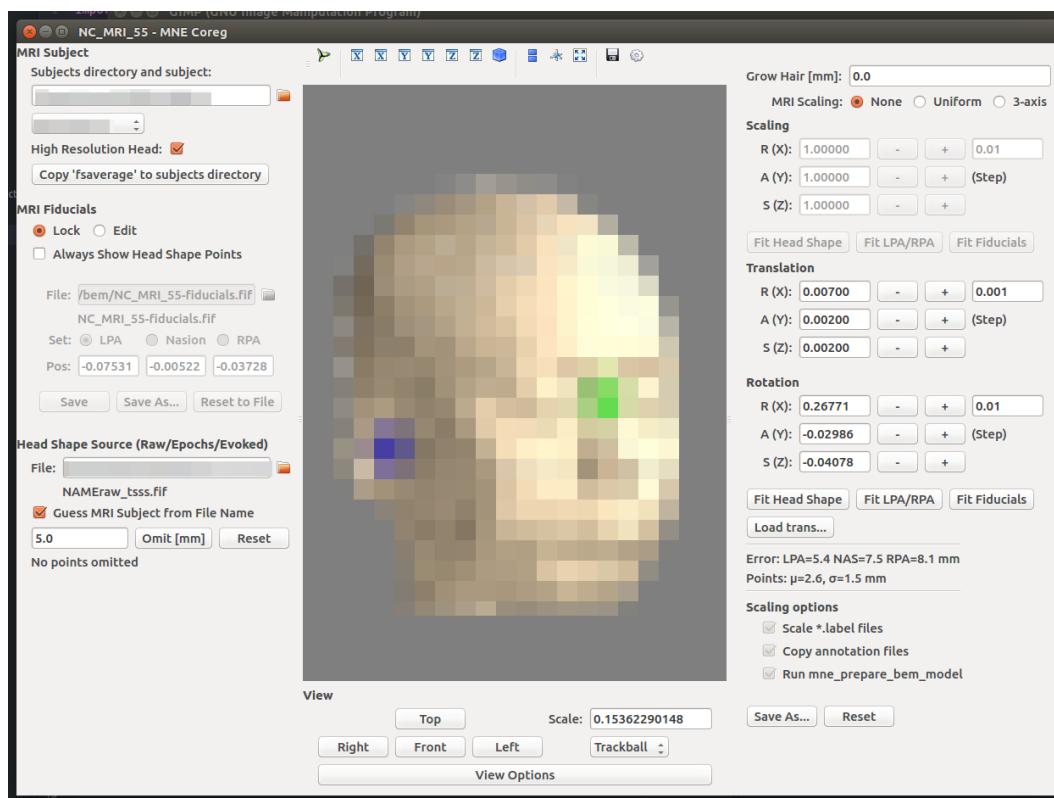 GIMP (GNU Image Manipulation Program)
NC_MRI_55 - MNE Coreg
MRI Subject
Subjects directory and subject:
High Resolution Head:
Copy 'fsaverage' to subjects directory
MRI Fiducials
Lock Edit
Always Show Head Shape Points
File: /bem/NC_MRI_55-fiducials.fif
NC_MRI_55-fiducials.fif
Set: LPA Nasion RPA
Pos: -0.07531 -0.00522 -0.03728
Save Save As... Reset to File
Head Shape Source (Raw/Epochs/Evoked)
File:
NAMEraw_tsss.fif
Guess MRI Subject from File Name
5.0 Omit [mm] Reset
No points omitted
X X Y Y Z Z
View
Top Scale: 0.15362290148
Right Front Left Trackball
View Options
Grow Hair [mm]: 0.0
MRI Scaling: None Uniform 3-axis
Scaling
R (X): 1.00000 - + 0.01
A (Y): 1.00000 - + (Step)
S (Z): 1.00000 - +
Fit Head Shape Fit LPA/RPA Fit Fiducials
Translation
R (X): 0.00700 - + 0.001
A (Y): 0.00200 - + (Step)
S (Z): 0.00200 - +
Rotation
R (X): 0.26771 - + 0.01
A (Y): -0.02986 - + (Step)
S (Z): -0.04078 - +
Fit Head Shape Fit LPA/RPA Fit Fiducials
Load trans...
Error: LPA=5.4 NAS=7.5 RPA=8.1 mm
Points: μ=2.6, σ=1.5 mm
Scaling options
Scale *.label files
Copy annotation files
Run mne_prepare_bem_model
Save As... Reset